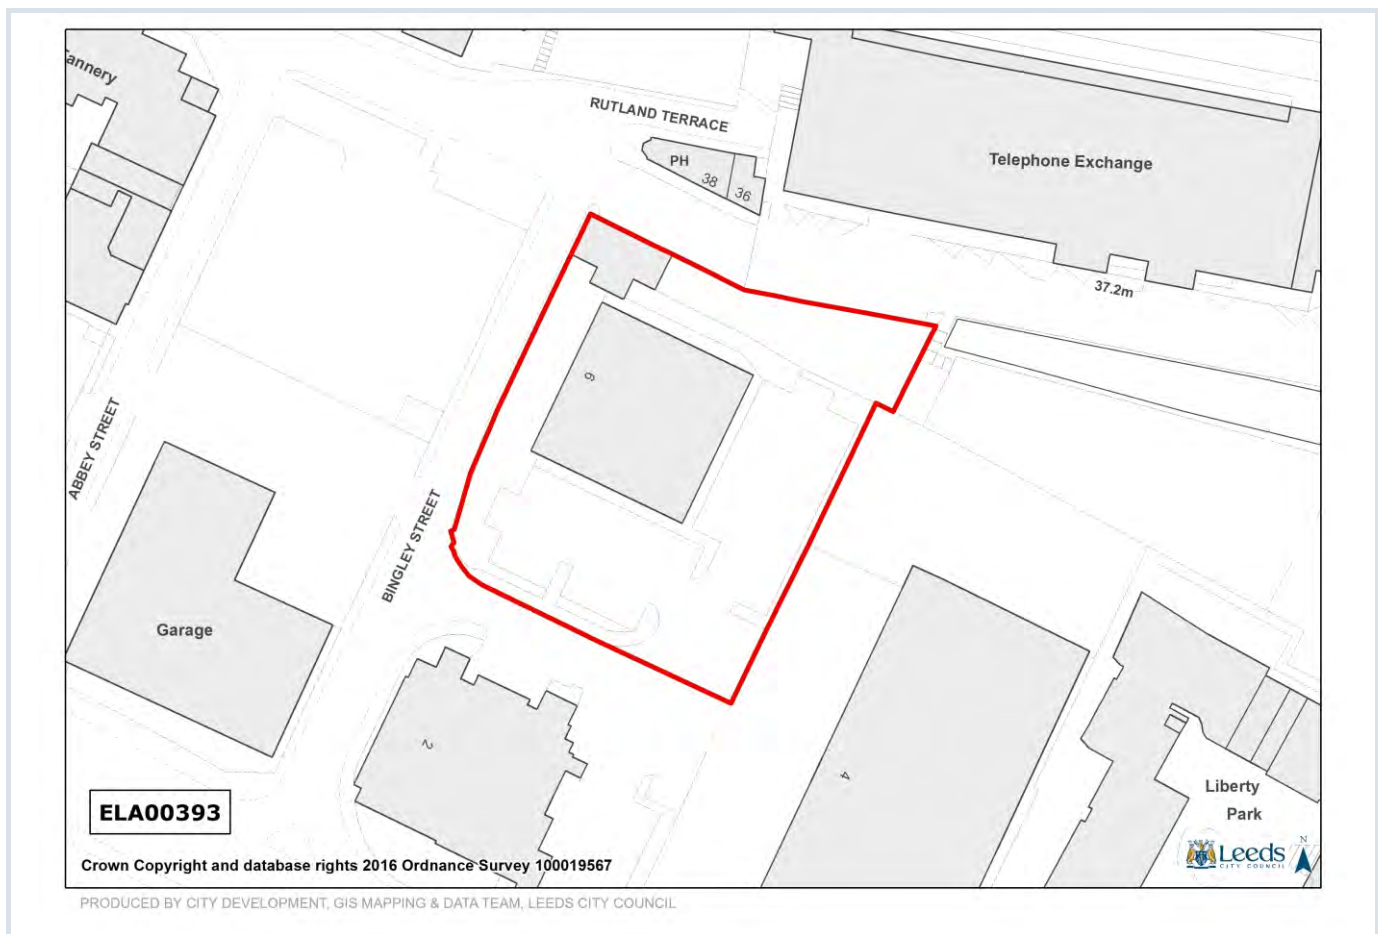 annery
RUTLAND TERRACE
PH
38
36
Telephone Exchange
37.2m
6
ABBEY STREET
BINGLEY STREET
Garage
2
4
Liberty
Park
ELA00393
N
Leeds
CITY COUNCIL
Crown Copyright and database rights 2016 Ordnance Survey 100019567
PRODUCED BY CITY DEVELOPMENT, GIS MAPPING & DATA TEAM, LEEDS CITY COUNCIL